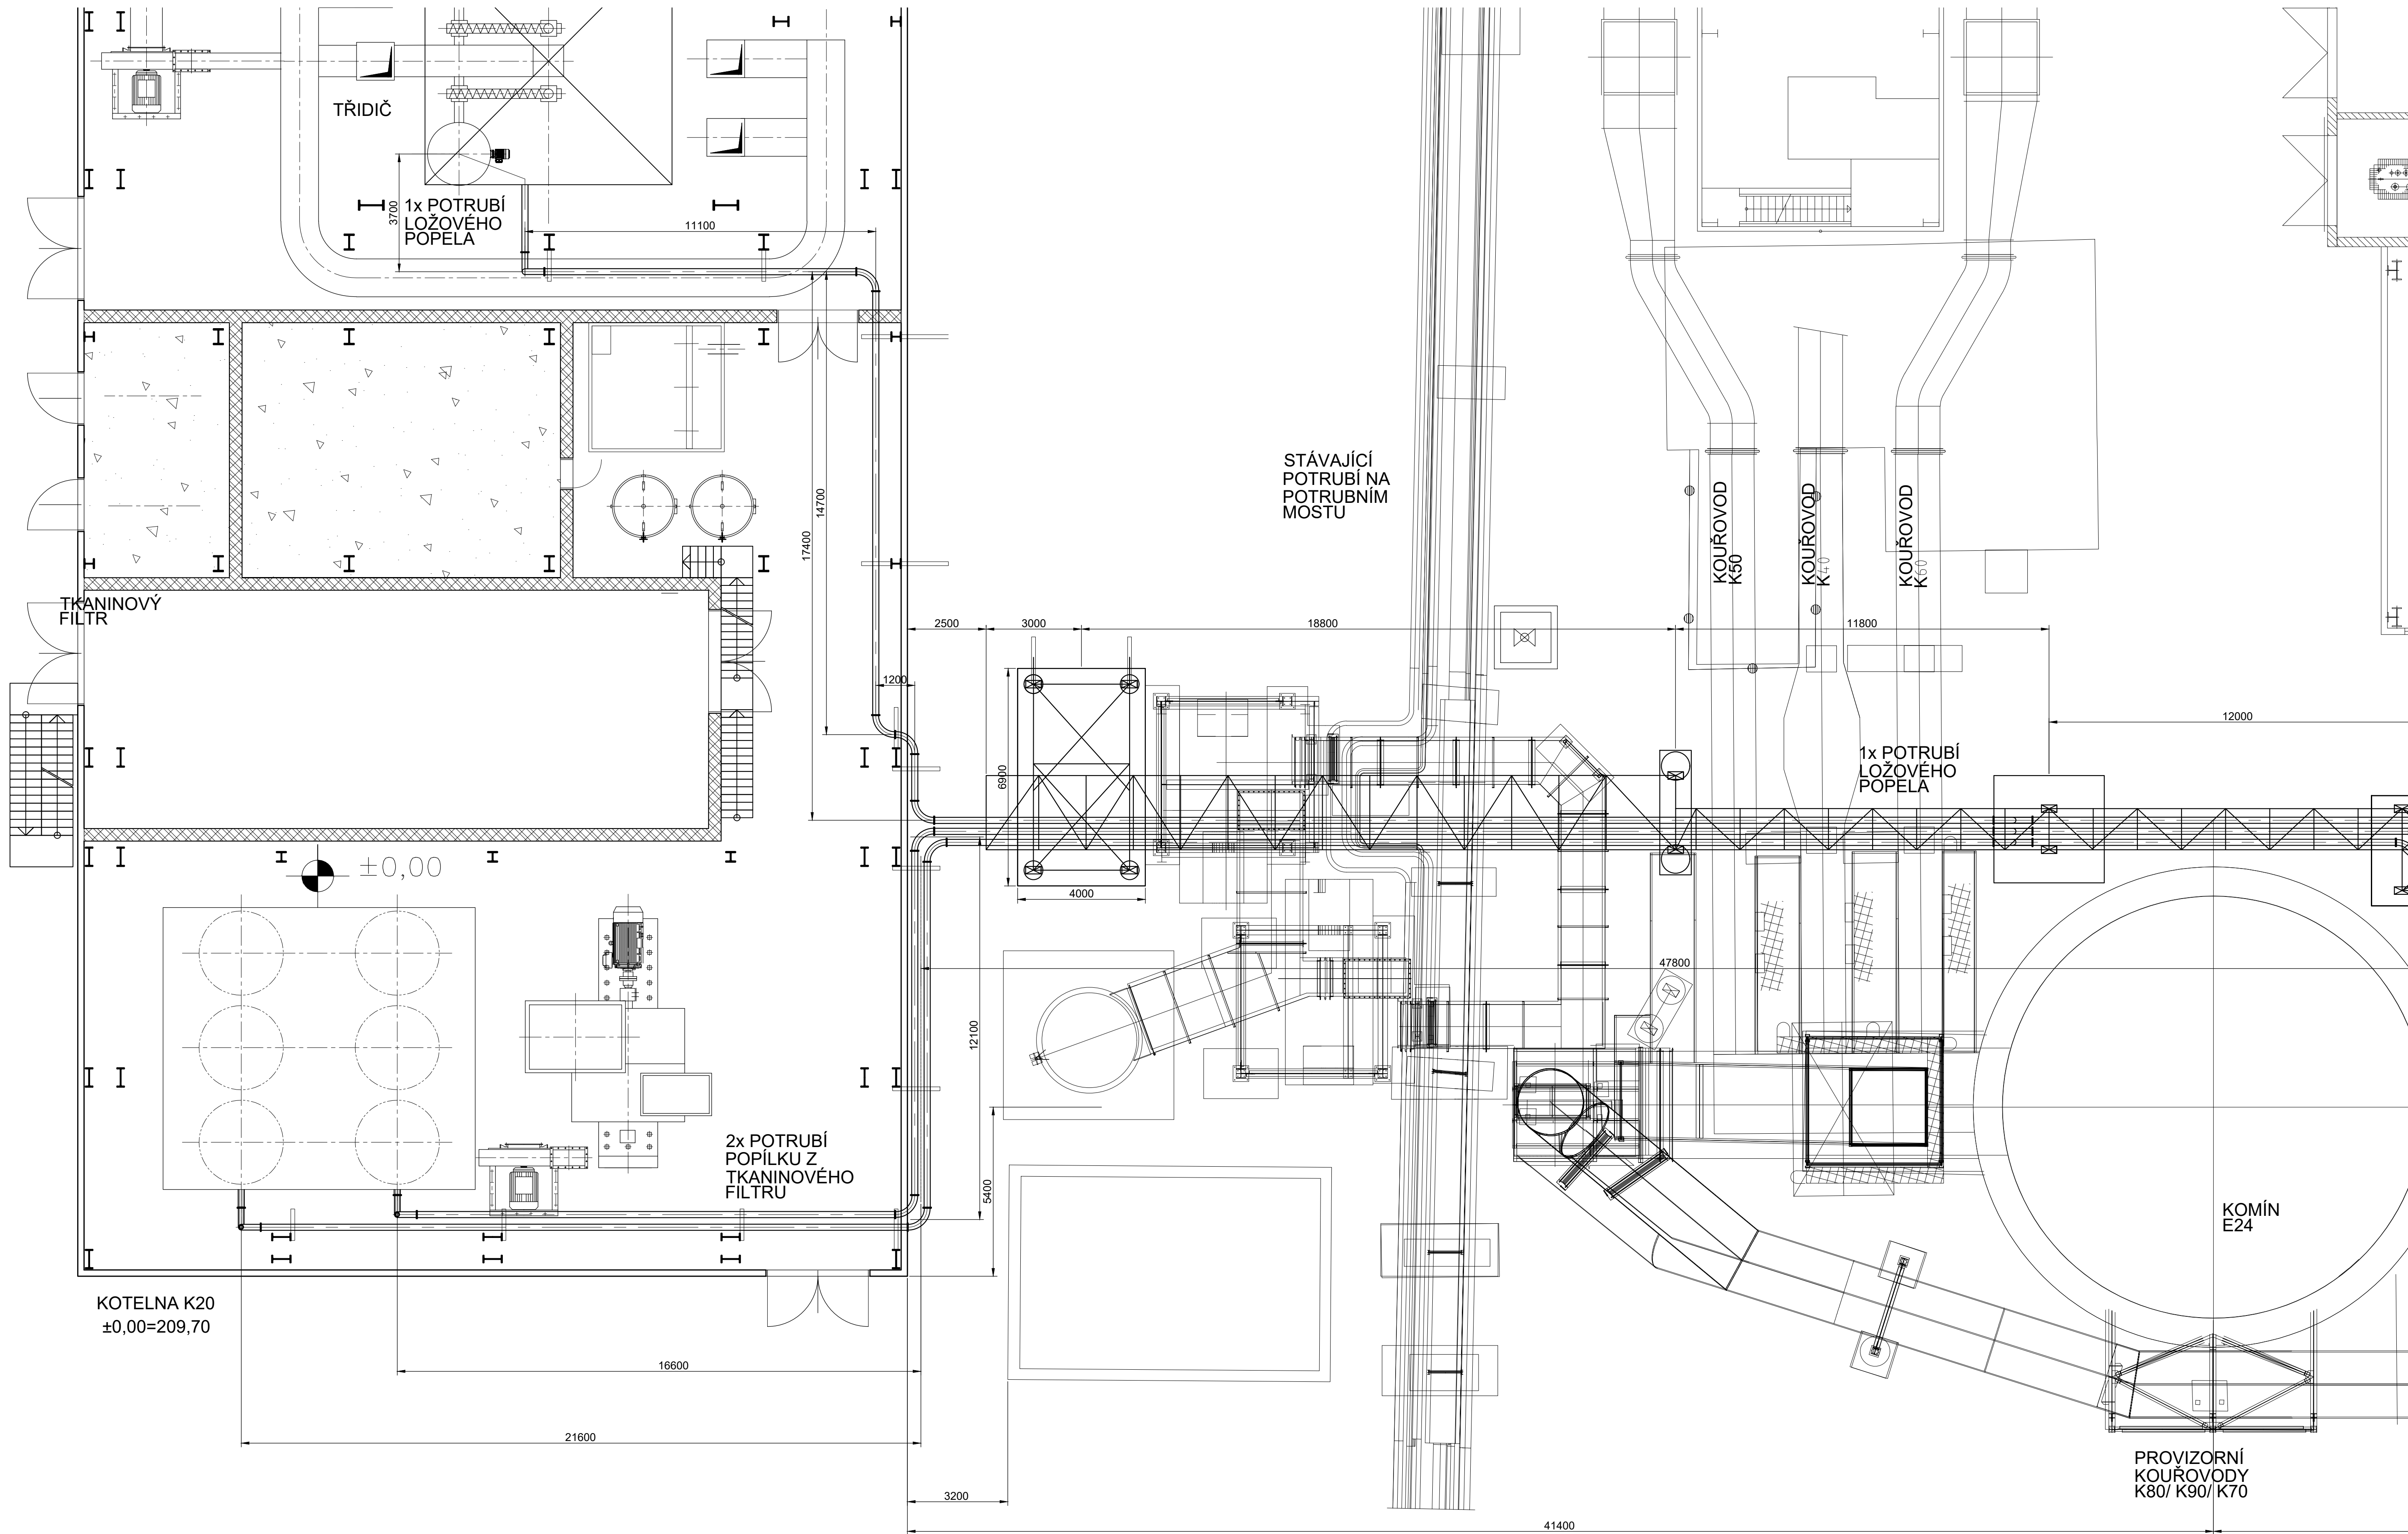 TŘIDIČ
1x POTRUBÍ
LOŽOVÉHO
POPELA
3700
11100
STÁVAJÍCÍ
POTRUBÍ NA
POTRUBNÍM
MOSTU
14700
17400
KOUŘOVOD
K50
KOUŘOVOD
K40
KOUŘOVOD
K60
TKANINOVÝ
FILTR
2500
3000
18800
11800
1200
12000
6900
1x POTRUBÍ
LOŽOVÉHO
POPELA
±0,00
4000
47800
12100
2x POTRUBÍ
POPÍLKU Z
TKANINOVÉHO
FILTRU
5400
KOMÍN
E24
KOTELNA K20
±0,00=209,70
16600
21600
PROVIZORNÍ
KOUŘOVODY
K80/ K90/ K70
3200
41400